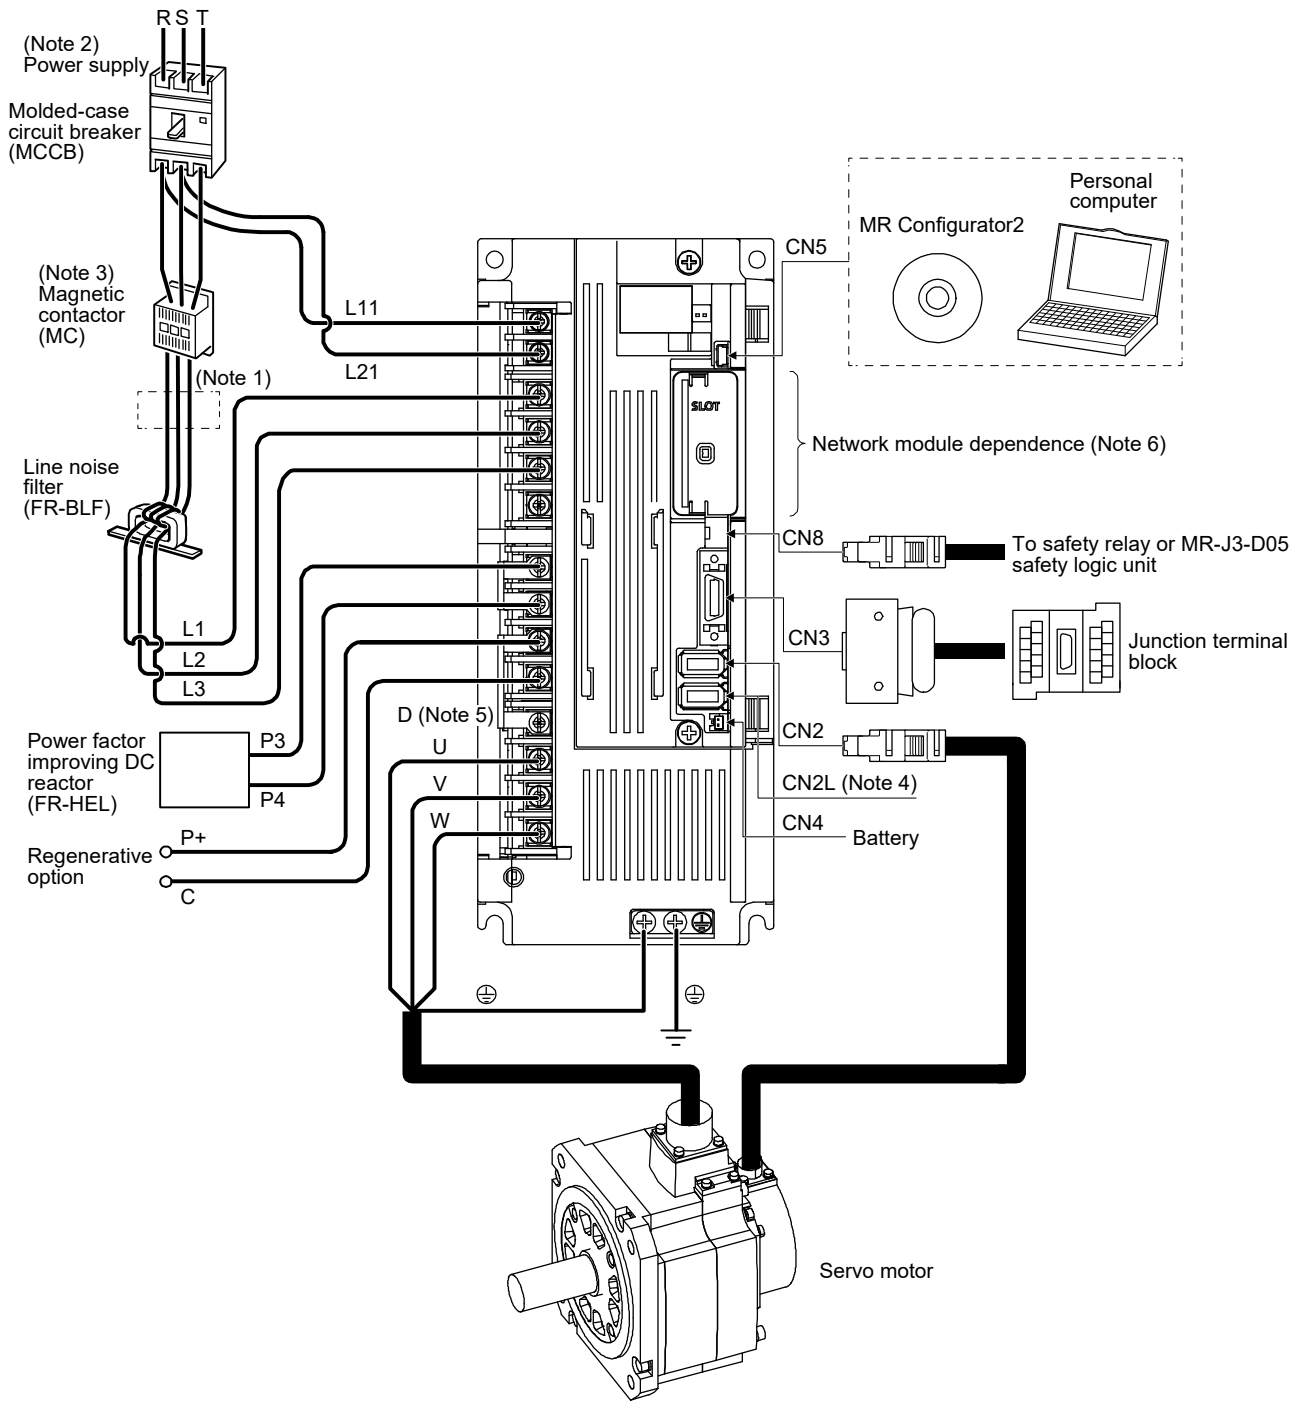 R S T
(Note 2)
Power supply
Molded-case
circuit breaker
(MCCB)
Personal
computer
MR Configurator2
CN5
(Note 3)
Magnetic
contactor
(MC)
L11
L21
(Note 1)
SLOT
Network module dependence (Note 6)
Line noise
filter
(FR-BLF)
CN8
To safety relay or MR-J3-D05
safety logic unit
L1
L2
L3
CN3
Junction terminal
block
D (Note 5)
Power factor
improving DC
reactor
(FR-HEL)
P3
P4
U
V
W
CN2
CN2L (Note 4)
CN4
Battery
P+
Regenerative
option
C
Servo motor